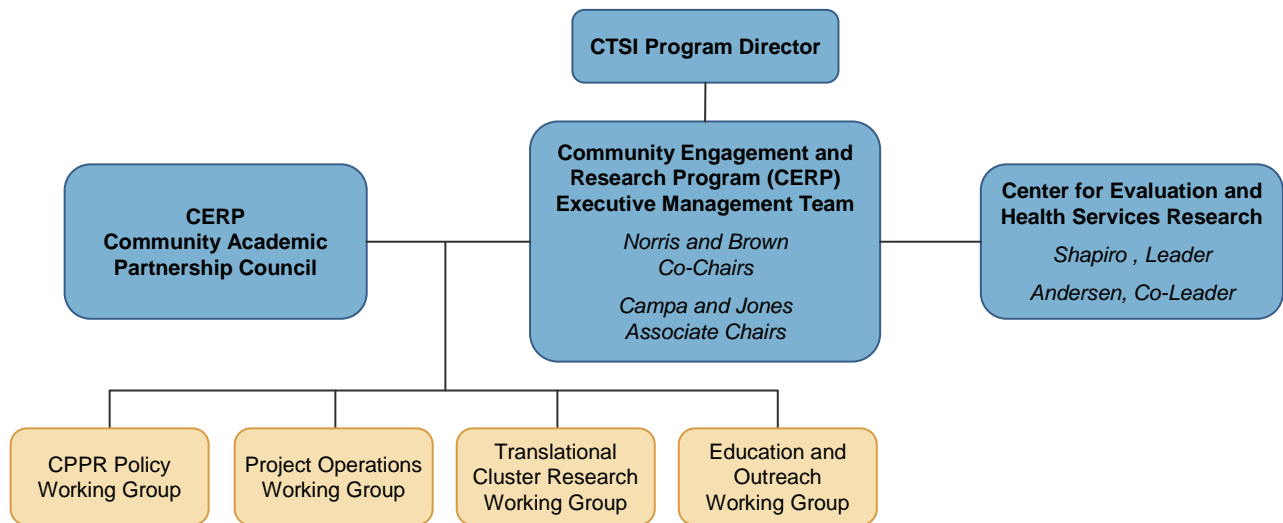 CTSI Program Director
Community Engagement and
Research Program (CERP)
Executive Management Team
Norris and Brown
Co-Chairs
Campa and Jones
Associate Chairs
CERP
Community Academic
Partnership Council
Center for Evaluation and
Health Services Research
Shapiro , Leader
Andersen, Co-Leader
CPPR Policy
Working Group
Project Operations
Working Group
Translational
Cluster Research
Working Group
Education and
Outreach
Working Group